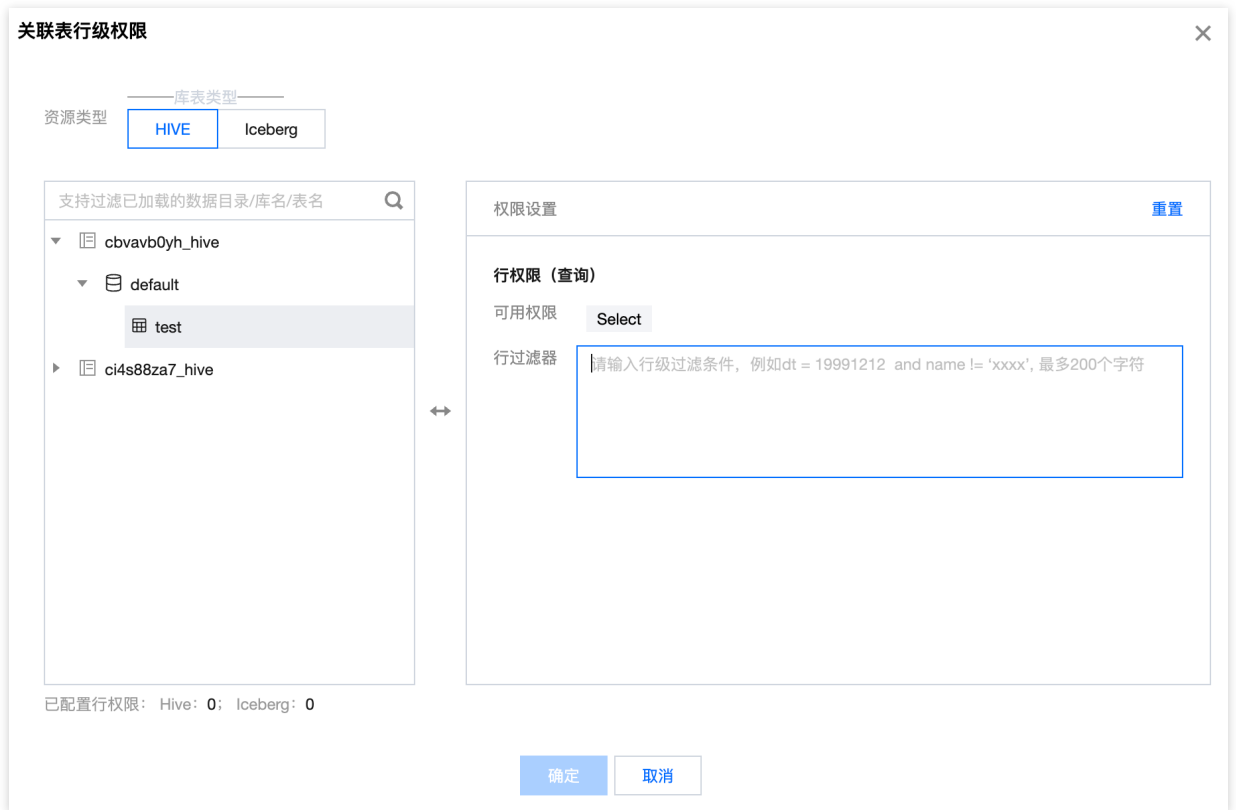 关联表行级权限
库表类型
资源类型
HIVE
Iceberg
支持过滤已加载的数据目录/库名/表名
cbvavb0yh_hive
default
test
ci4s88za7_hive
权限设置
重置
行权限（查询）
可用权限
Select
行过滤器
请输入行级过滤条件，例如dt = 19991212  and name != ‘xxxx’, 最多200个字符
已配置行权限： Hive：0； Iceberg：0
确定
取消